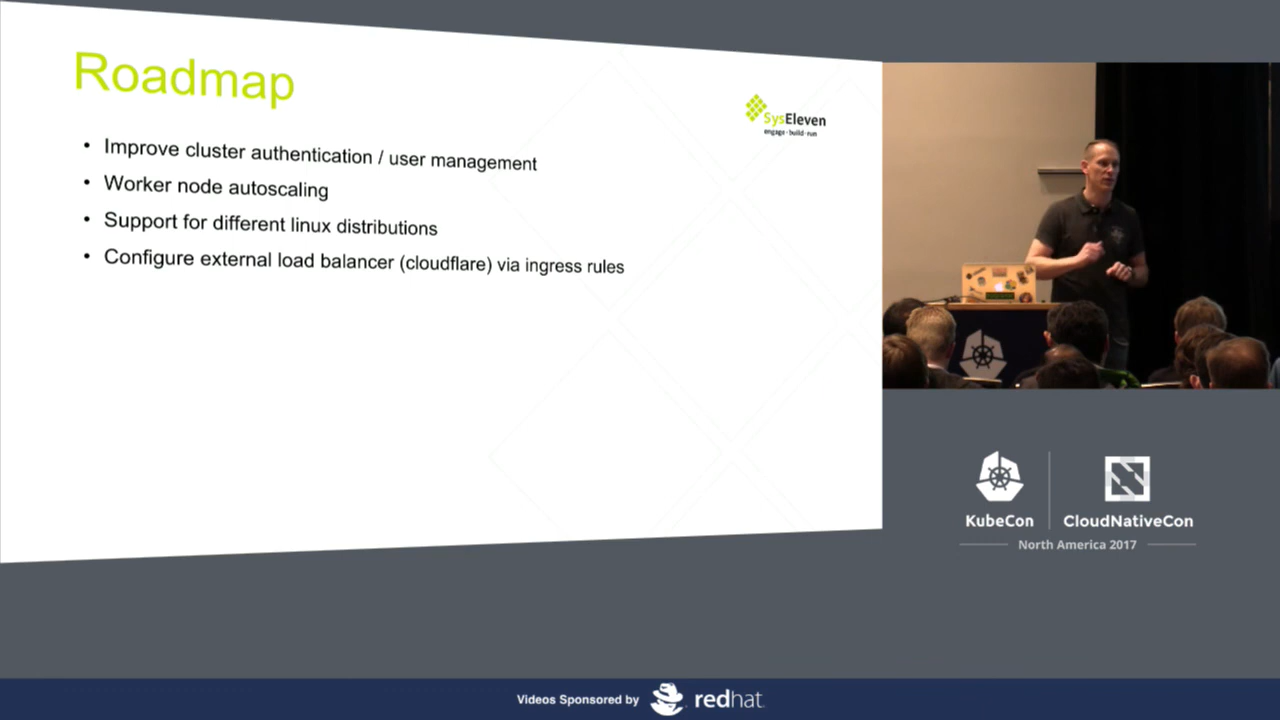 Roadmap
SysEleven
engage·build·run
• Improve cluster authentication / user management
• Worker node autoscaling
• Support for different linux distributions
• Configure external load balancer (cloudflare) via ingress rules
KubeCon
CloudNativeCon
North America 2017
Videos Sponsored by
redhat